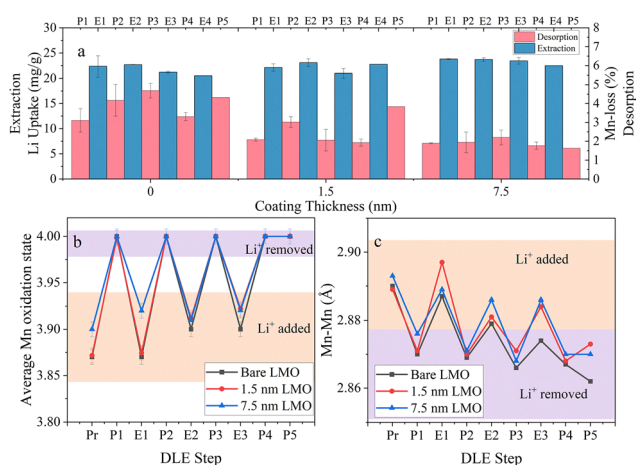 P1 E1 P2 E2 P3 E3 P4 E4 P5 P1 E1 P2 E2 P3 E3 P4 E4 P5 P1 E1 P2 E2 P3 E3 P4 E4 P5
30
25
20
15
10
5
0
Extraction
Li Uptake (mg/g)
a
Desorption
Extraction
8
7
6
5
4
3
2
1
0
Mn-loss (%)
Desorption
0 1.5 7.5
Coating Thickness (nm)
4.00
3.95
3.90
3.85
3.80
Average Mn oxidation state
b
Li⁺ removed
Li⁺ added
Bare LMO
1.5 nm LMO
7.5 nm LMO
Pr P1 E1 P2 E2 P3 E3 P4 P5
DLE Step
2.90
2.88
2.86
Mn-Mn (Å)
c
Li⁺ added
Li⁺ removed
Bare LMO
1.5 nm LMO
7.5 nm LMO
Pr P1 E1 P2 E2 P3 E3 P4 P5
DLE Step